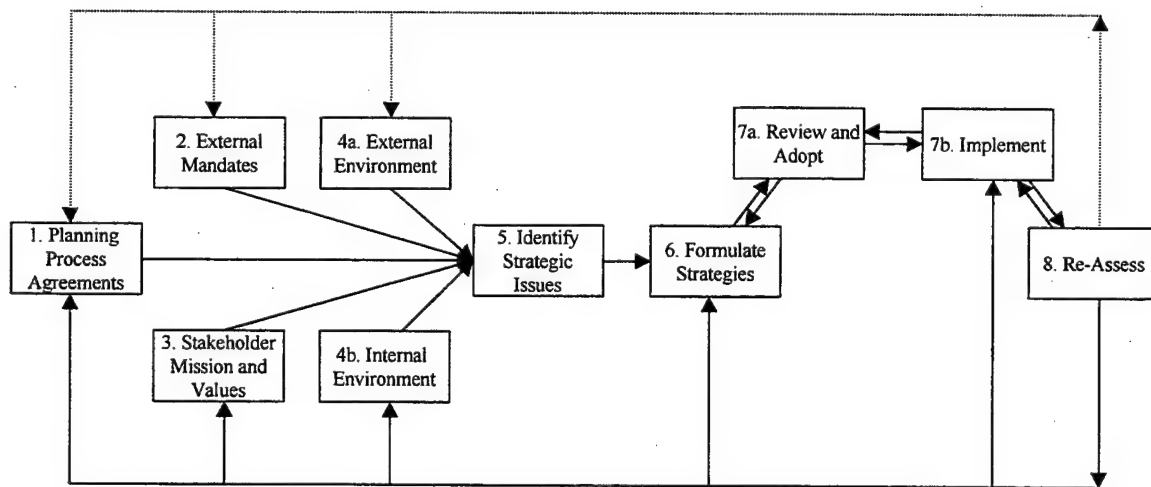 2. External
Mandates
4a. External
Environment
7a. Review and
Adopt
7b. Implement
1. Planning
Process
Agreements
5. Identify
Strategic
Issues
6. Formulate
Strategies
8. Re-Assess
3. Stakeholder
Mission and
Values
4b. Internal
Environment